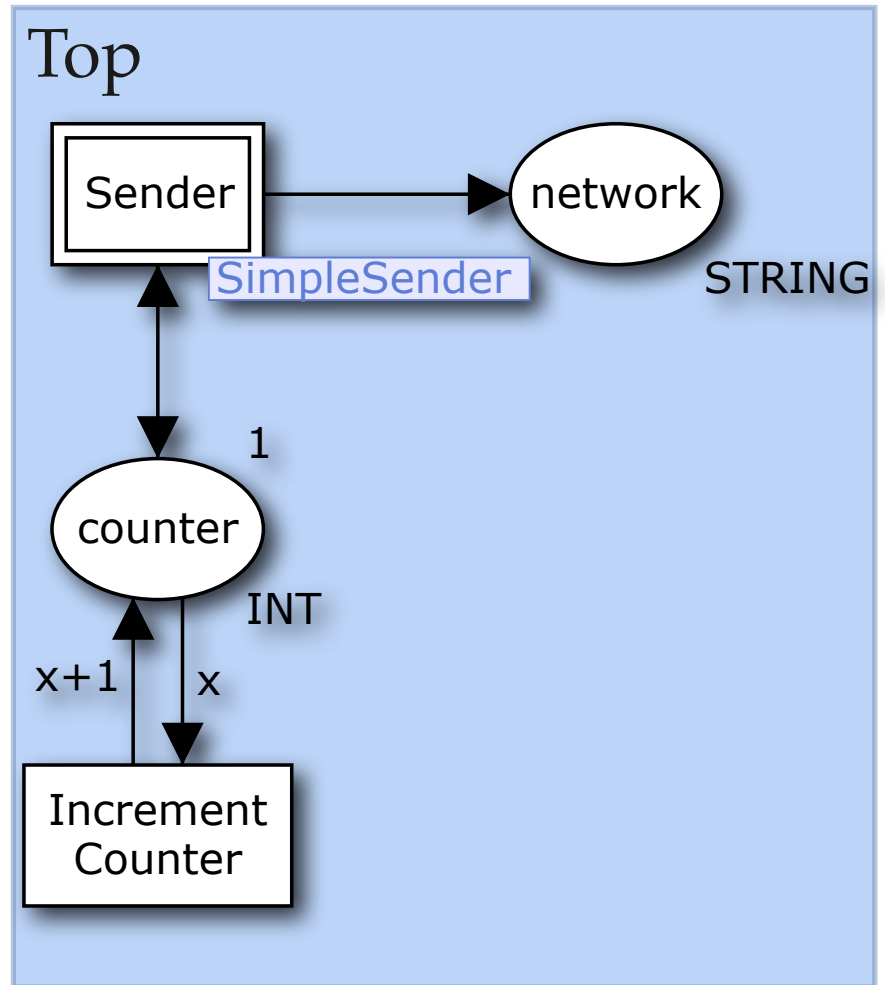 Top
Sender
network
SimpleSender
STRING
1
counter
INT
x+1
x
Increment
Counter